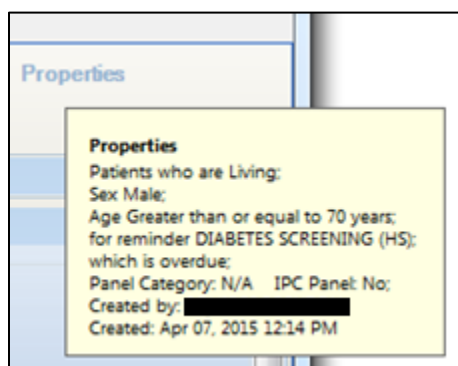 Properties
Properties
Patients who are Living;
Sex Male;
Age Greater than or equal to 70 years;
for reminder DIABETES SCREENING (HS);
which is overdue;
Panel Category: N/A IPC Panel: No;
Created by:
Created: Apr 07, 2015 12:14 PM